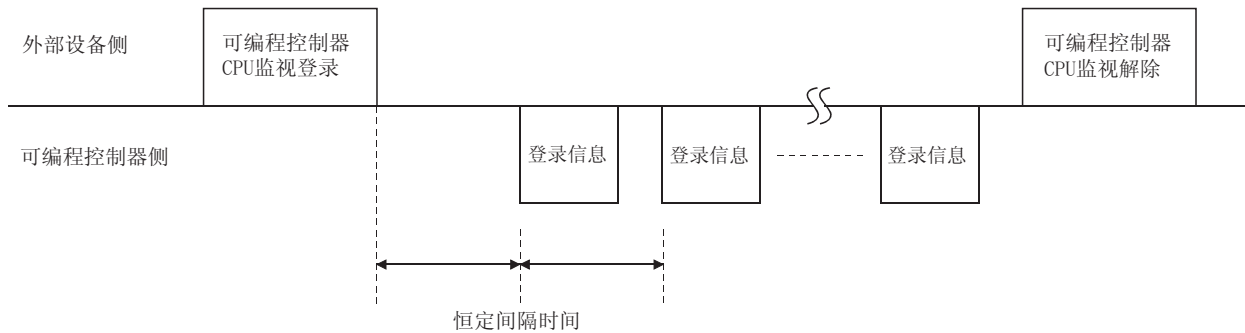 外部设备侧
可编程控制器
CPU监视登录
可编程控制器
CPU监视解除
可编程控制器侧
登录信息
登录信息
登录信息
恒定间隔时间